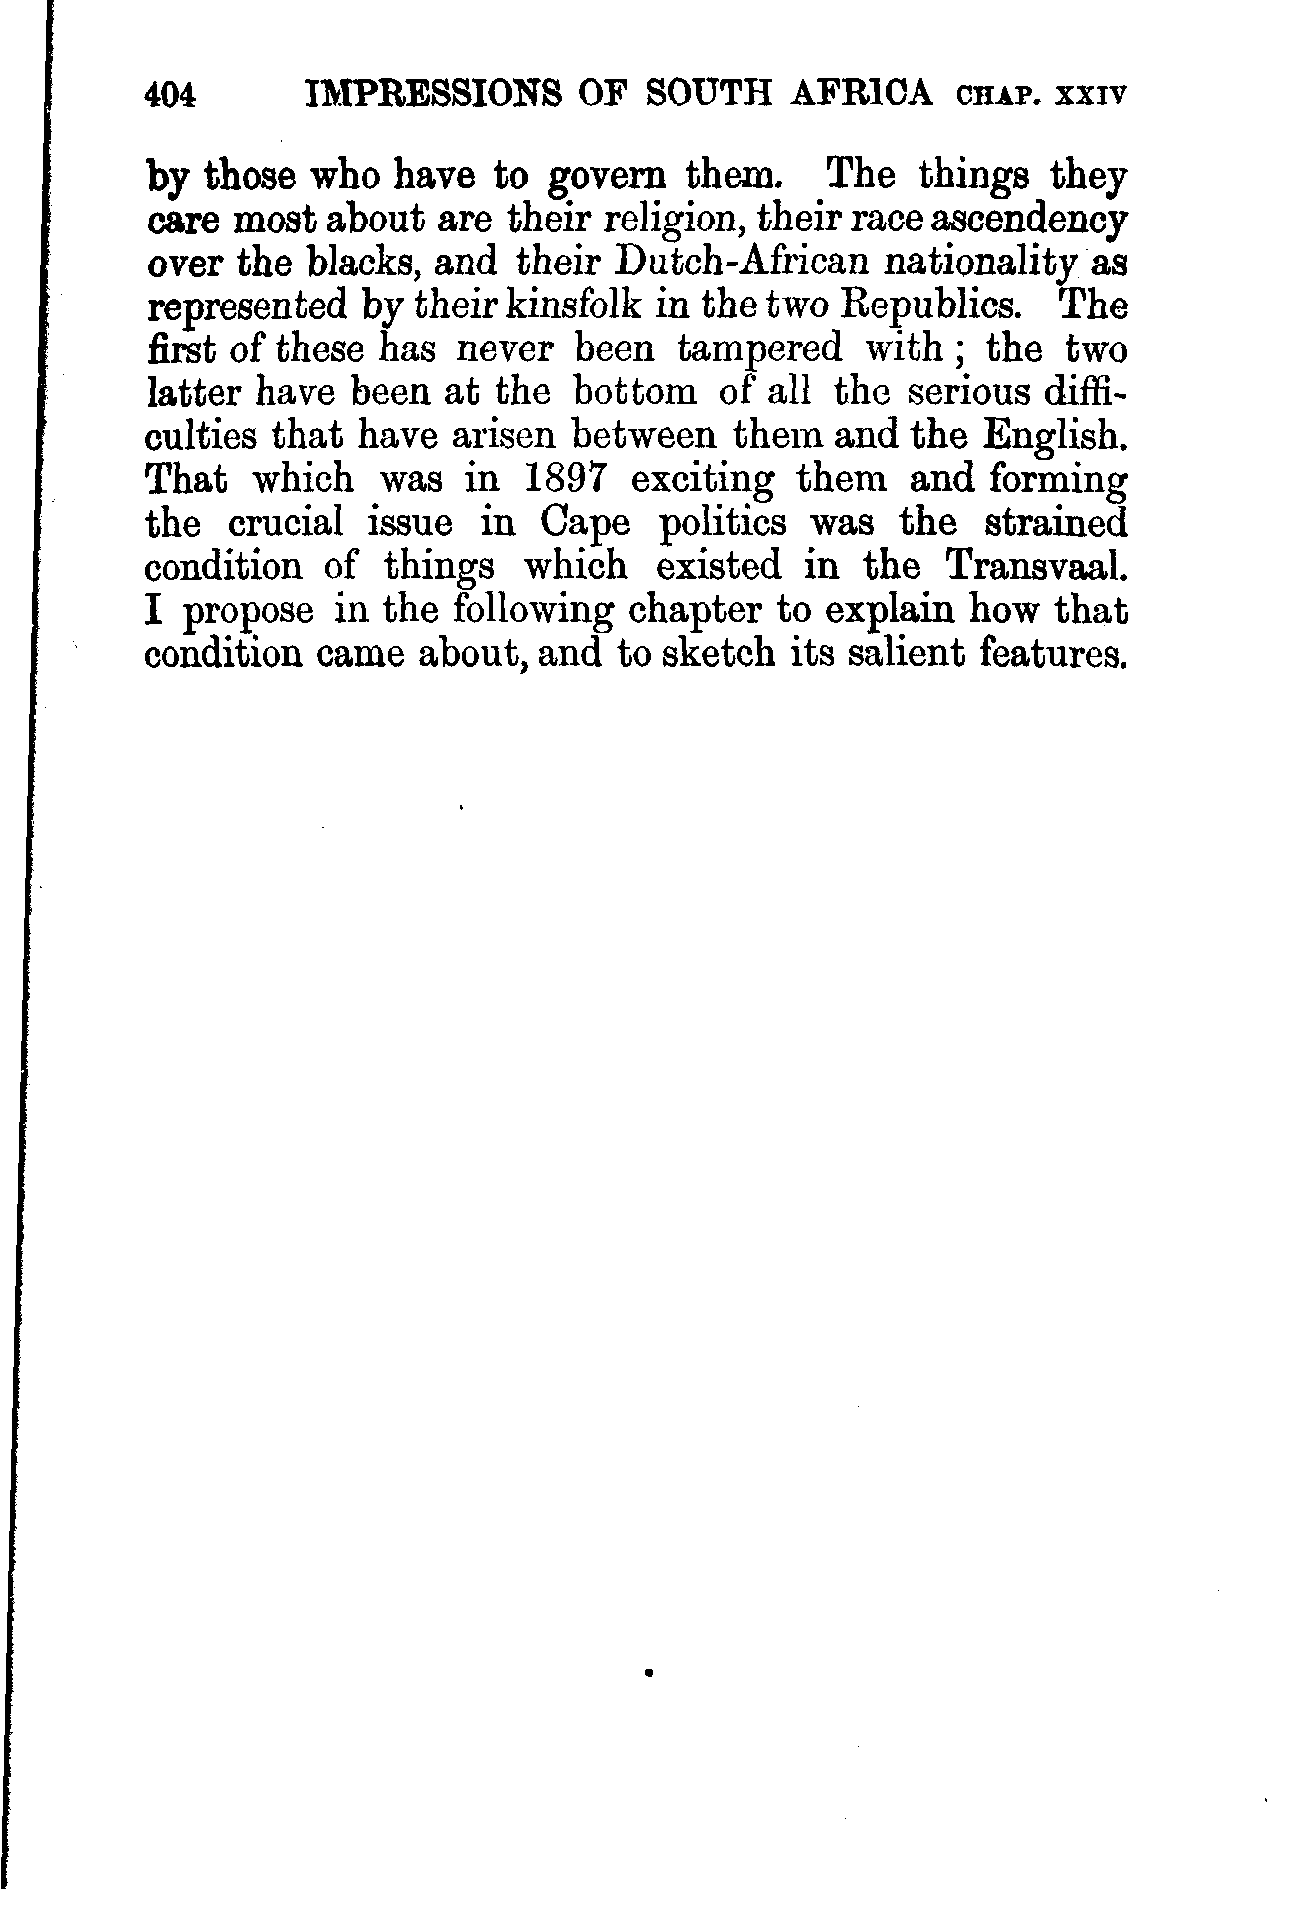 404 IMPRESSIONS OF SOUTH AFRICA CHAP. XXIV
by those who have to govern them. The things they
care most about are their religion, their race ascendency
over the blacks, and their Dutch-African nationality as
represented by their kinsfolk in the two Republics. The
first of these has never been tampered with ; the two
latter have been at the bottom of all the serious diffi-
culties that have arisen between them and the English.
That which was in 1897 exciting them and forming
the crucial issue in Cape politics was the strained
condition of things which existed in the Transvaal.
I propose in the following chapter to explain how that
condition came about, and to sketch its salient features.